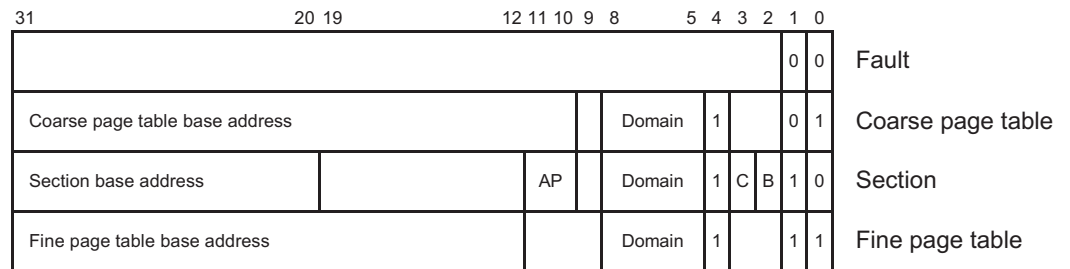 31 20 19 12 11 10 9 8 5 4 3 2 1 0
0 0 Fault
Coarse page table base address Domain 1 0 1 Coarse page table
Section base address AP Domain 1 C B 1 0 Section
Fine page table base address Domain 1 1 1 Fine page table